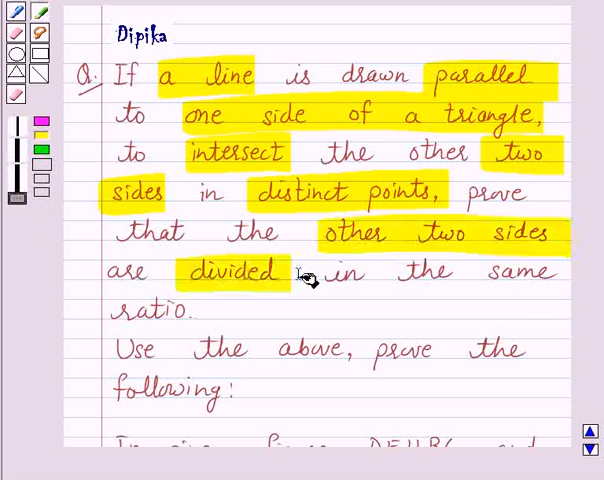 Dipika
Q. If a line is drawn parallel
to one side of a triangle,
to intersect the other two
sides in distinct points, prove
that the other two sides
are divided in the same
ratio.
Use the above, prove the
following: